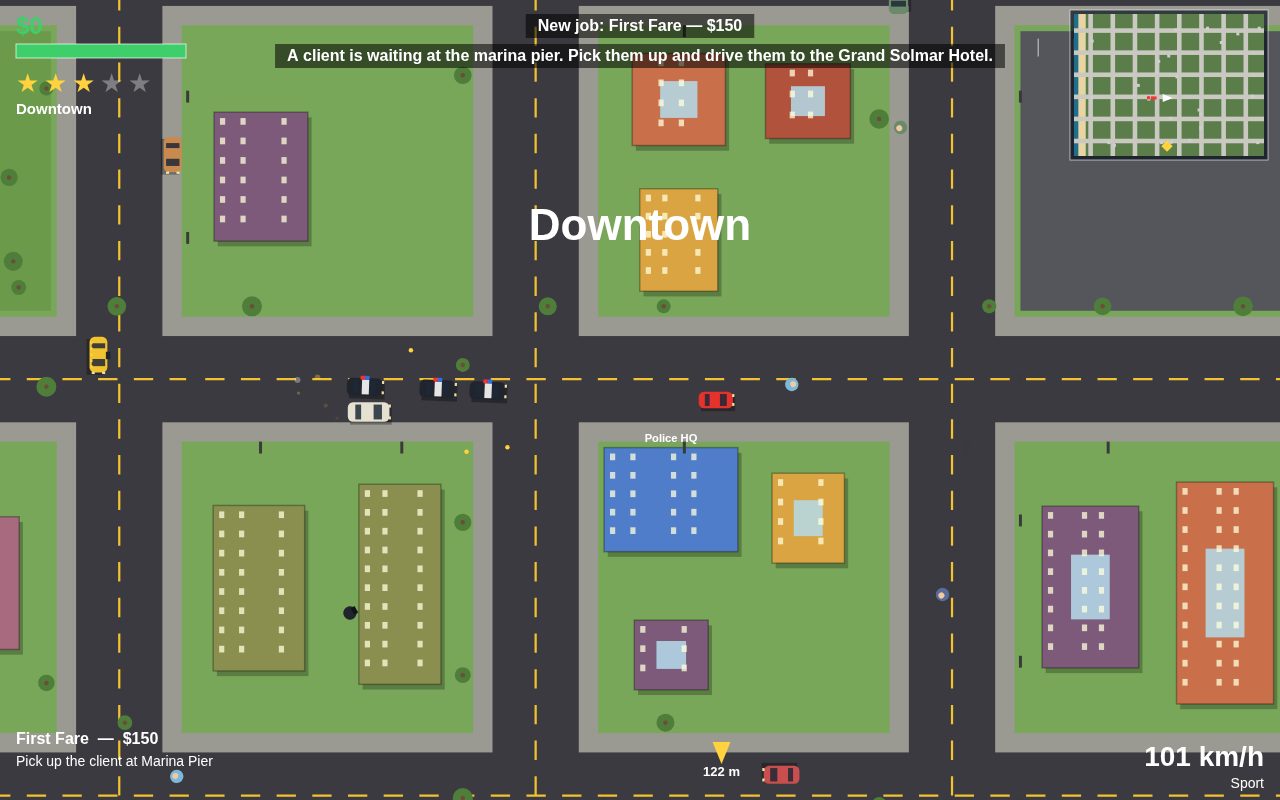 $0
New job: First Fare — $150
A client is waiting at the marina pier. Pick them up and drive them to the Grand Solmar Hotel.
Downtown
Downtown
Police HQ
First Fare — $150
Pick up the client at Marina Pier
122 m
101 km/h
Sport